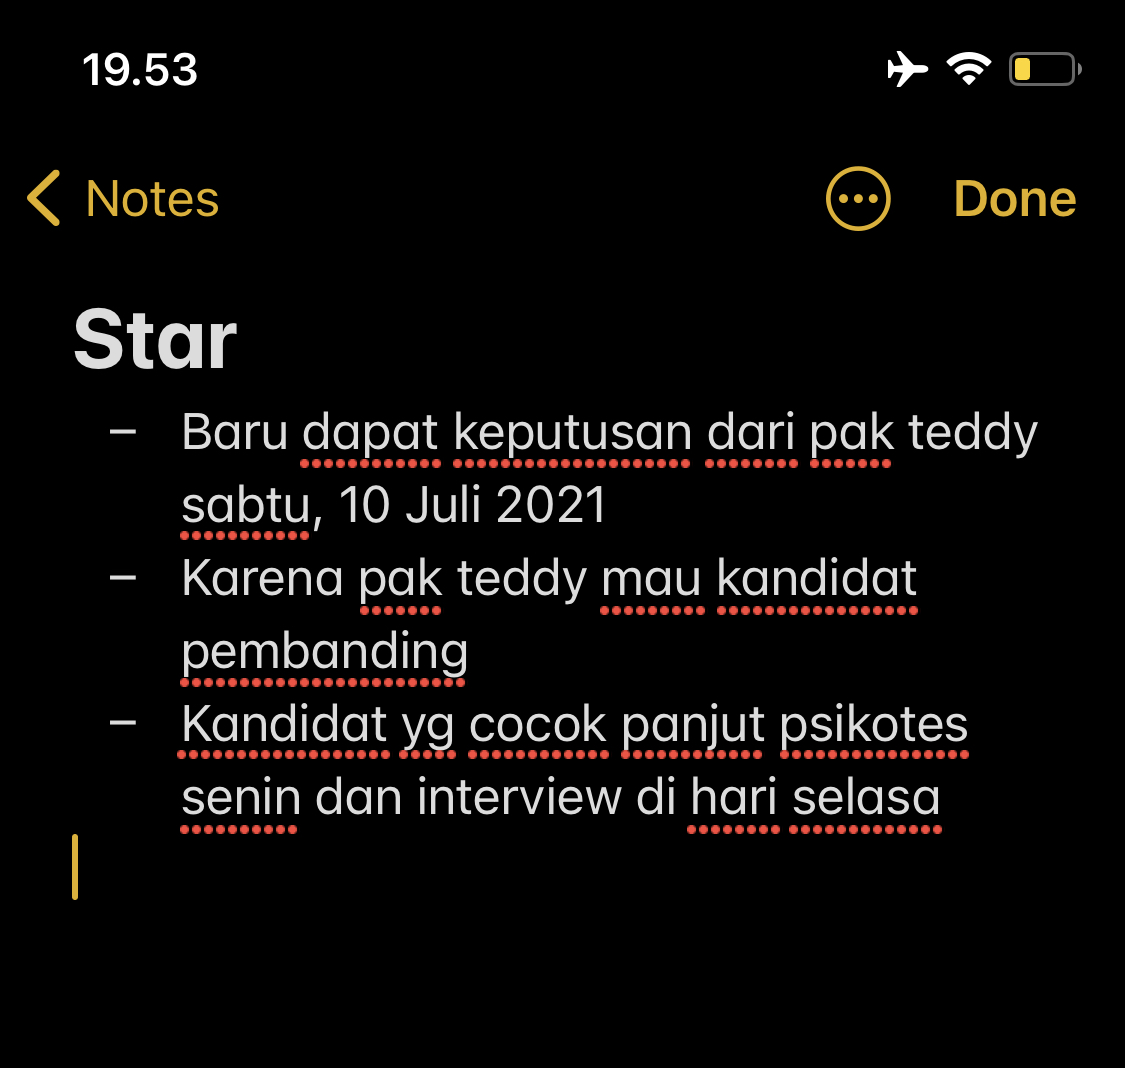 19.53
Notes
Done
Star
– Baru dapat keputusan dari pak teddy
sabtu, 10 Juli 2021
– Karena pak teddy mau kandidat
pembanding
– Kandidat yg cocok panjut psikotes
senin dan interview di hari selasa